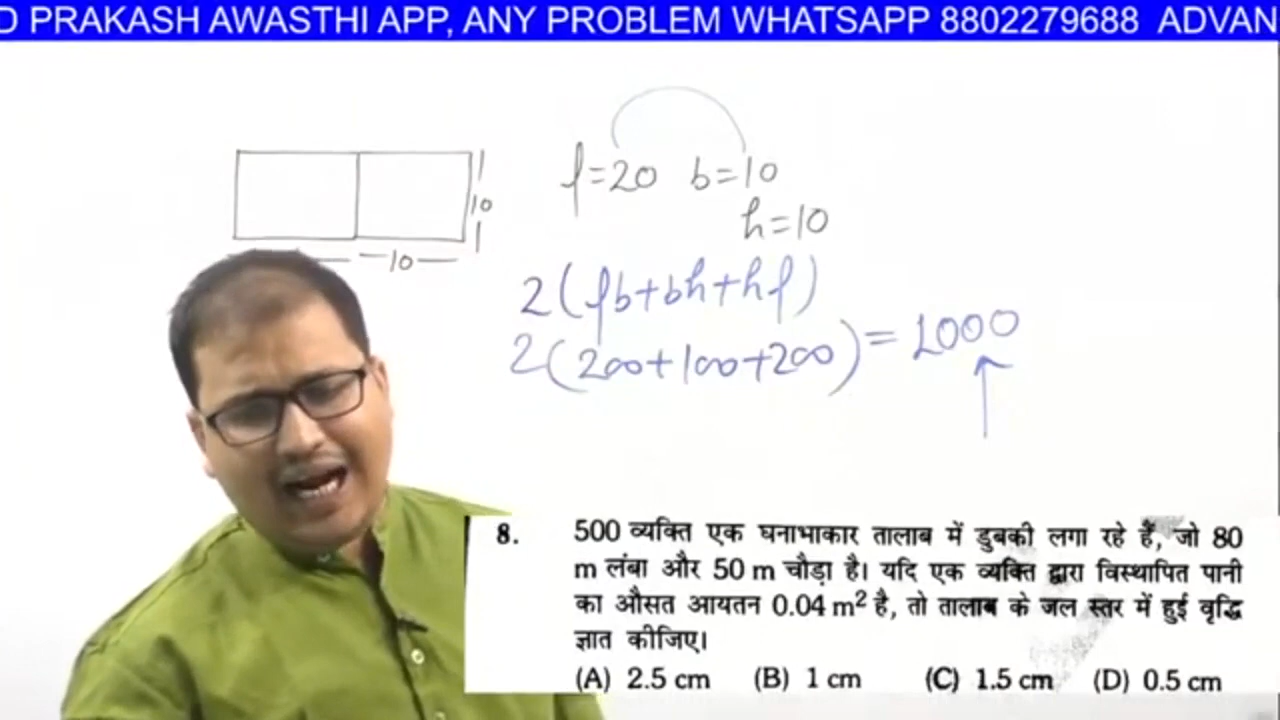 D PRAKASH AWASTHI APP, ANY PROBLEM WHATSAPP 8802279688 ADVAN
l=20 b=10
h=10
10
10
2(lb+bh+hl)
2(200+100+200)=1000
8. 500 व्यक्ति एक घनाभाकार तालाब में डुबकी लगा रहे हैं, जो 80
m लंबा और 50 m चौड़ा है। यदि एक व्यक्ति द्वारा विस्थापित पानी
का औसत आयतन 0.04 m² है, तो तालाब के जल स्तर में हुई वृद्धि
ज्ञात कीजिए।
(A) 2.5 cm (B) 1 cm (C) 1.5 cm (D) 0.5 cm